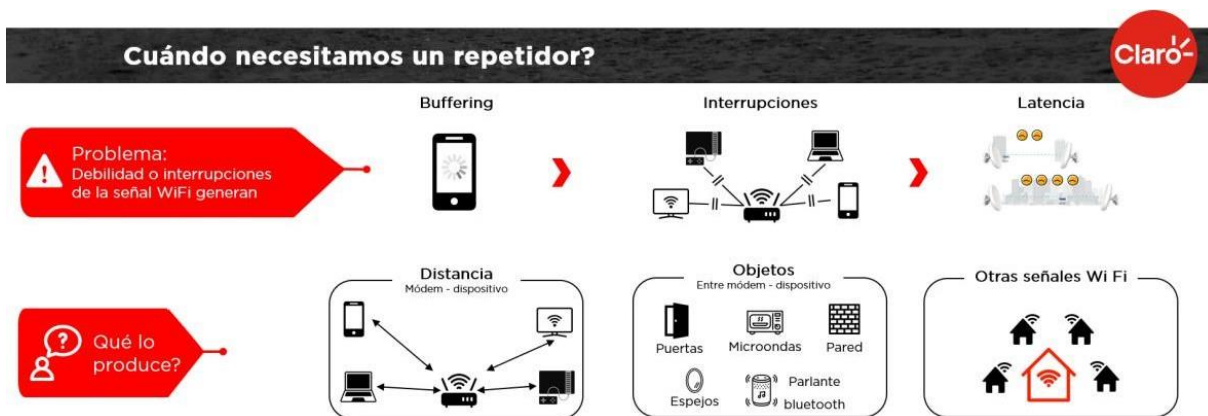 Cuándo necesitamos un repetidor?
Claro
Problema:
Debilidad o interrupciones
de la señal WiFi generan
Buffering
Interrupciones
Latencia
Qué lo
produce?
Distancia
Módem - dispositivo
Objetos
Entre módem - dispositivo
Puertas
Microondas
Pared
Espejos
Parlante
bluetooth
Otras señales Wi Fi